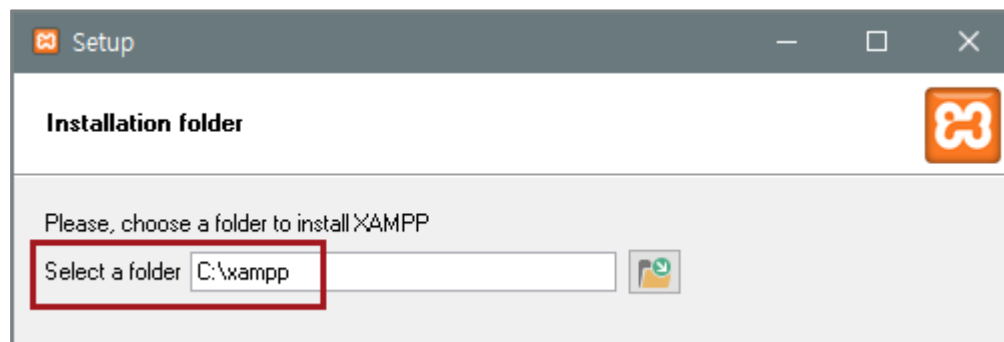 Setup
Installation folder
Please, choose a folder to install XAMPP
Select a folder C:\xampp